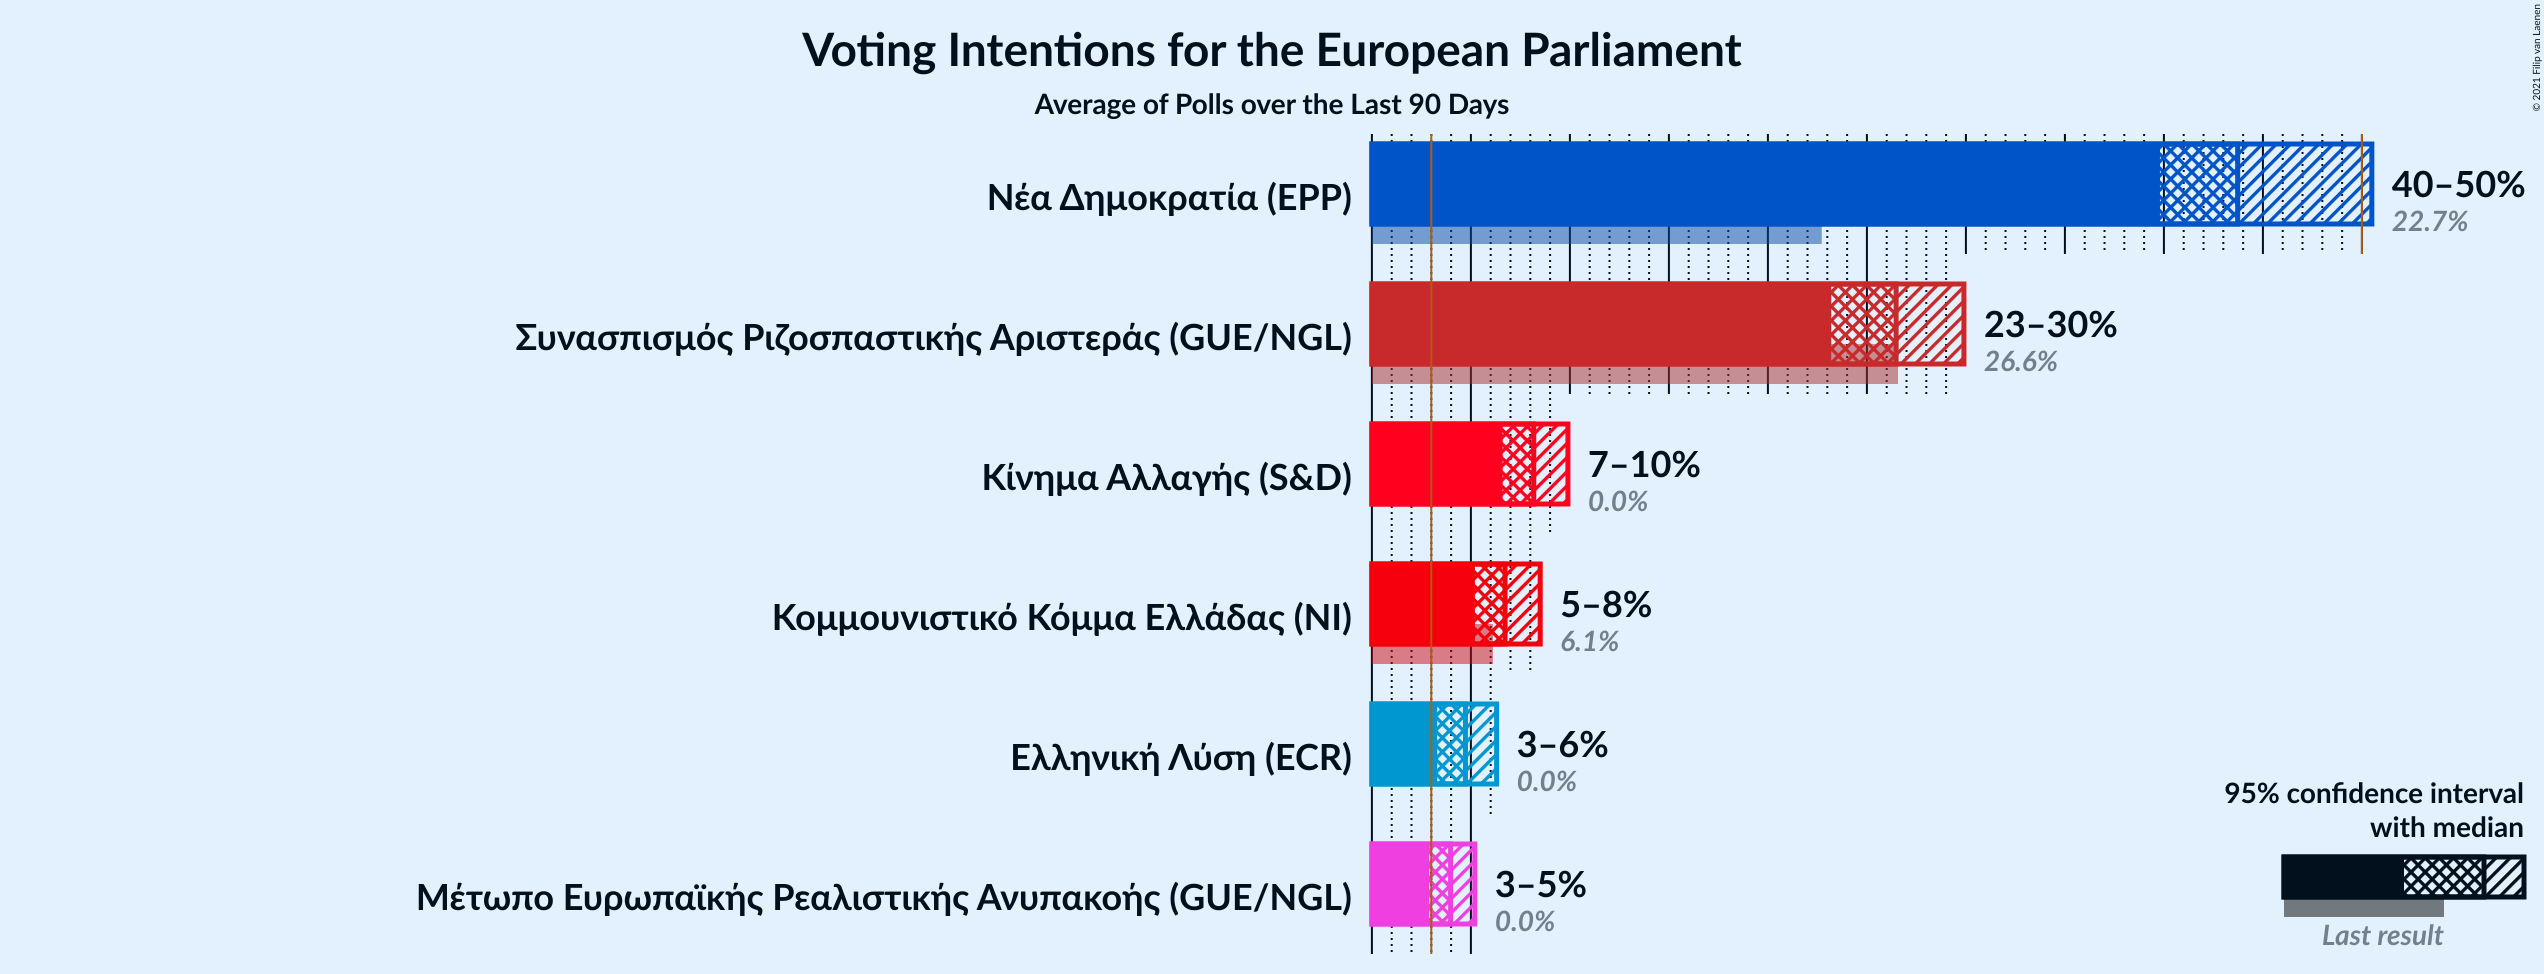 Voting Intentions for the European Parliament
Average of Polls over the Last 90 Days
© 2021 Filip van Laenen
Νέα Δημοκρατία (EPP)
40–50%
22.7%
Συνασπισμός Ριζοσπαστικής Αριστεράς (GUE/NGL)
23–30%
26.6%
Κίνημα Αλλαγής (S&D)
7–10%
0.0%
Κομμουνιστικό Κόμμα Ελλάδας (NI)
5–8%
6.1%
Ελληνική Λύση (ECR)
3–6%
0.0%
Μέτωπο Ευρωπαϊκής Ρεαλιστικής Ανυπακοής (GUE/NGL)
3–5%
0.0%
95% confidence interval
with median
Last result